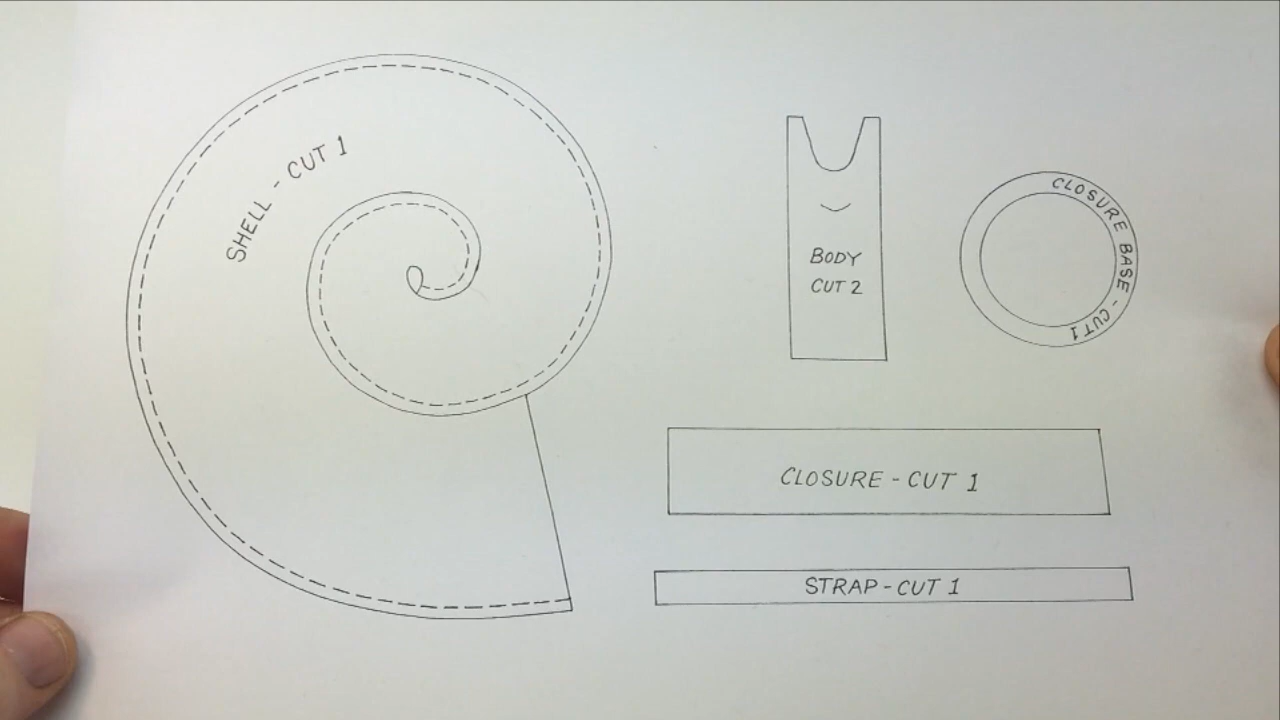 SHELL - CUT 1
BODY
CUT 2
CLOSURE BASE - CUT 1
CLOSURE - CUT 1
STRAP - CUT 1